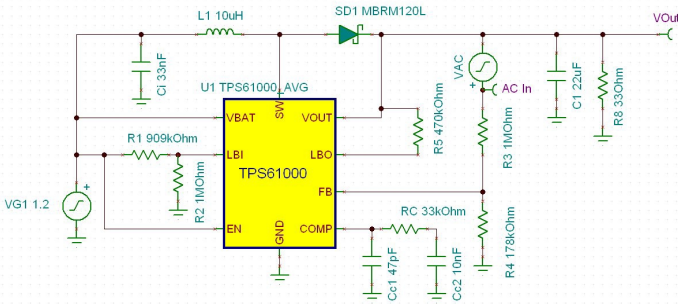 SD1 MBRM120L
L1 10uH
VOut
Ci 33nF
VAC
AC In
C1 22uF
R8 33Ohm
U1 TPS61000_AVG
SW
VBAT
VOUT
R5 470kOhm
R1 909kOhm
LBI
LBO
R3 1MOhm
TPS61000
R2 1MOhm
FB
VG1 1.2
EN
GND
COMP
RC 33kOhm
R4 178kOhm
Cc1 47pF
Cc2 10nF